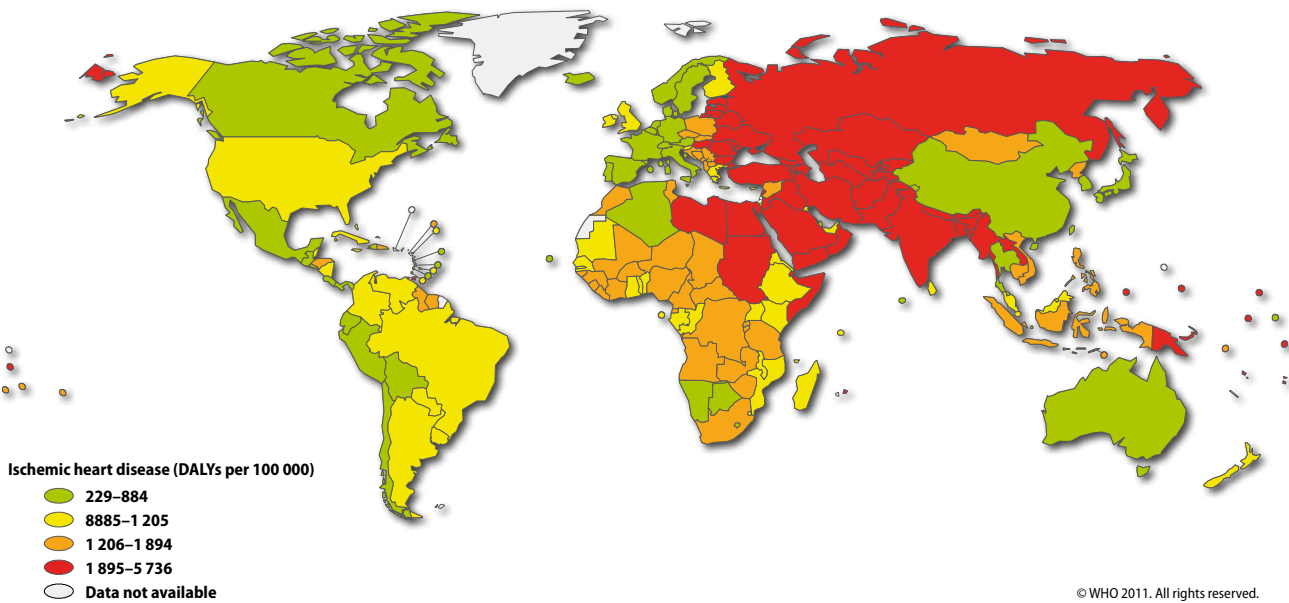 Ischemic heart disease (DALYs per 100 000)
229–884
8885–1 205
1 206–1 894
1 895–5 736
Data not available
© WHO 2011. All rights reserved.